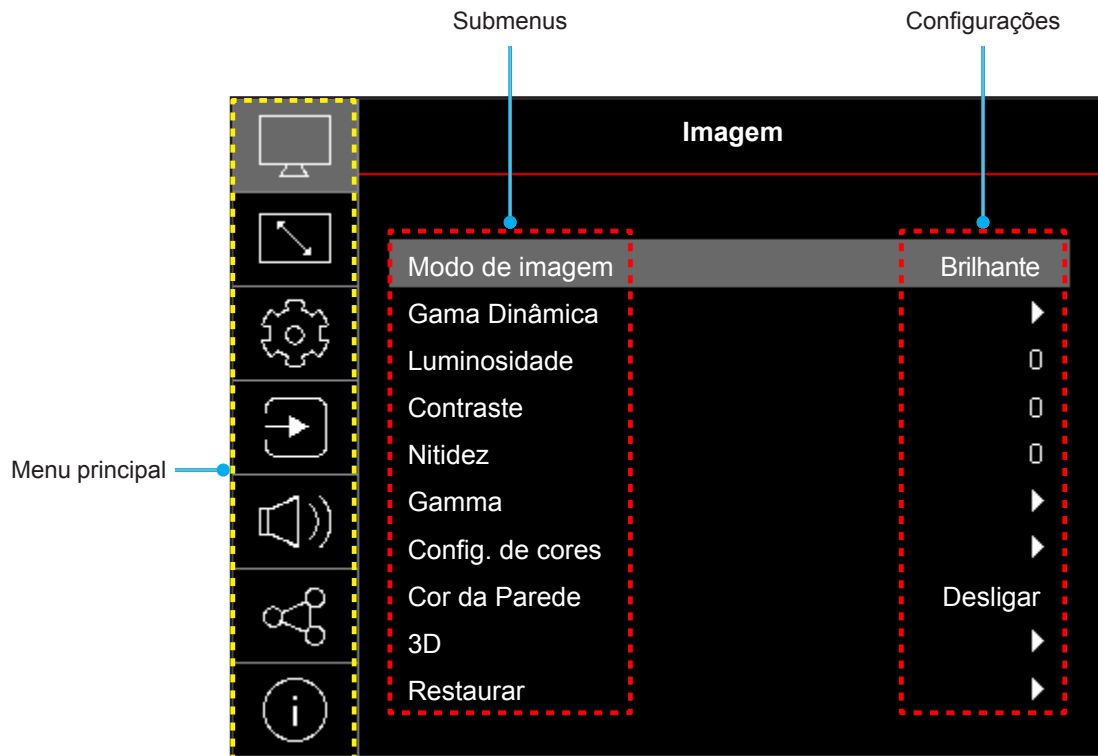 Submenus
Configurações
Imagem
Modo de imagem Brilhante
Gama Dinâmica
Luminosidade 0
Contraste 0
Nitidez 0
Menu principal
Gamma
Config. de cores
Cor da Parede Desligar
3D
Restaurar
i